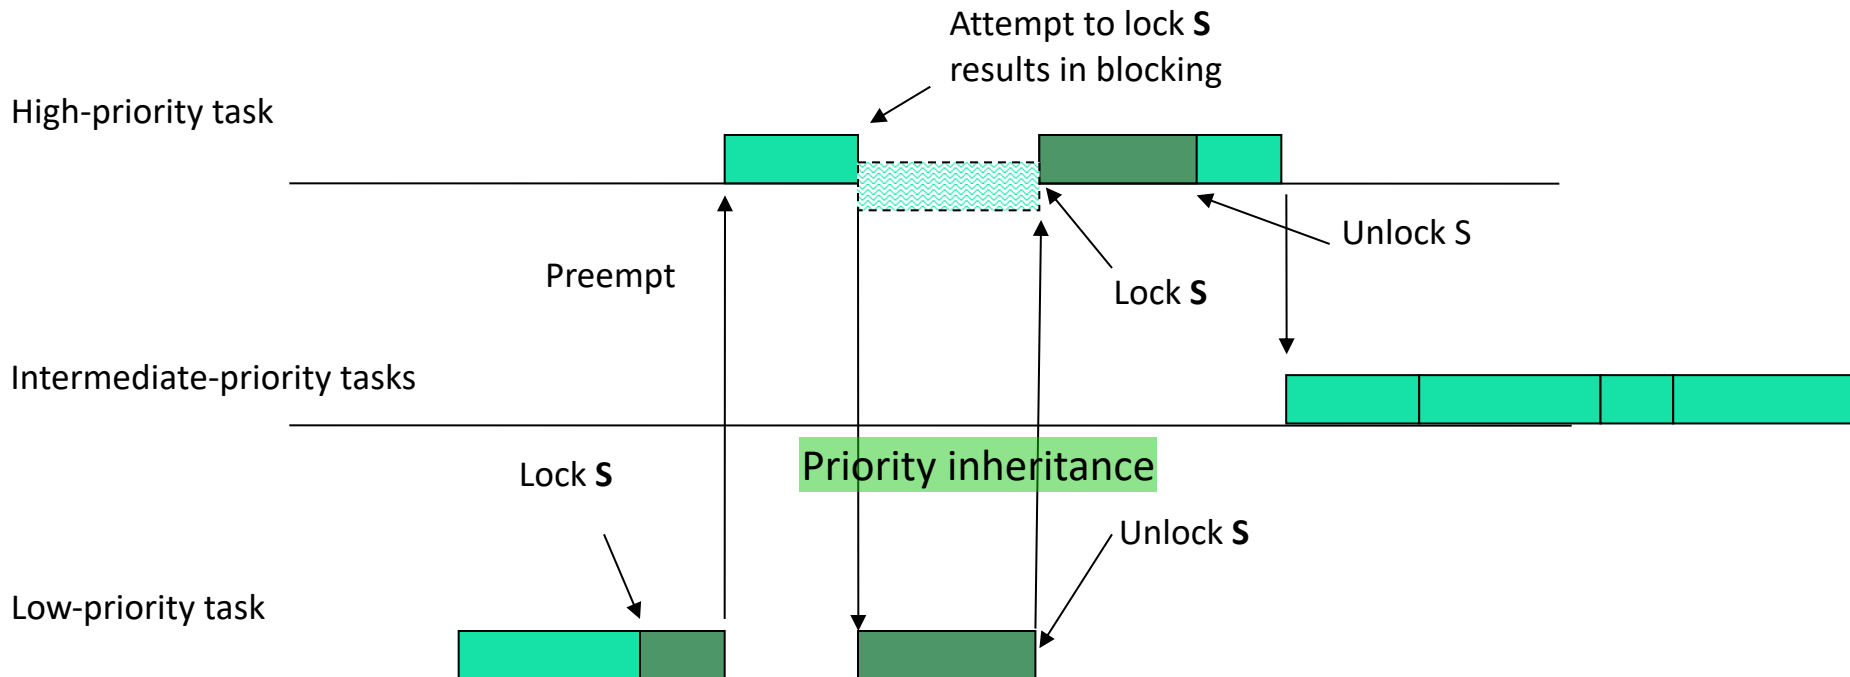 Attempt to lock S
results in blocking
High-priority task
Unlock S
Preempt
Lock S
Intermediate-priority tasks
Priority inheritance
Lock S
Unlock S
Low-priority task